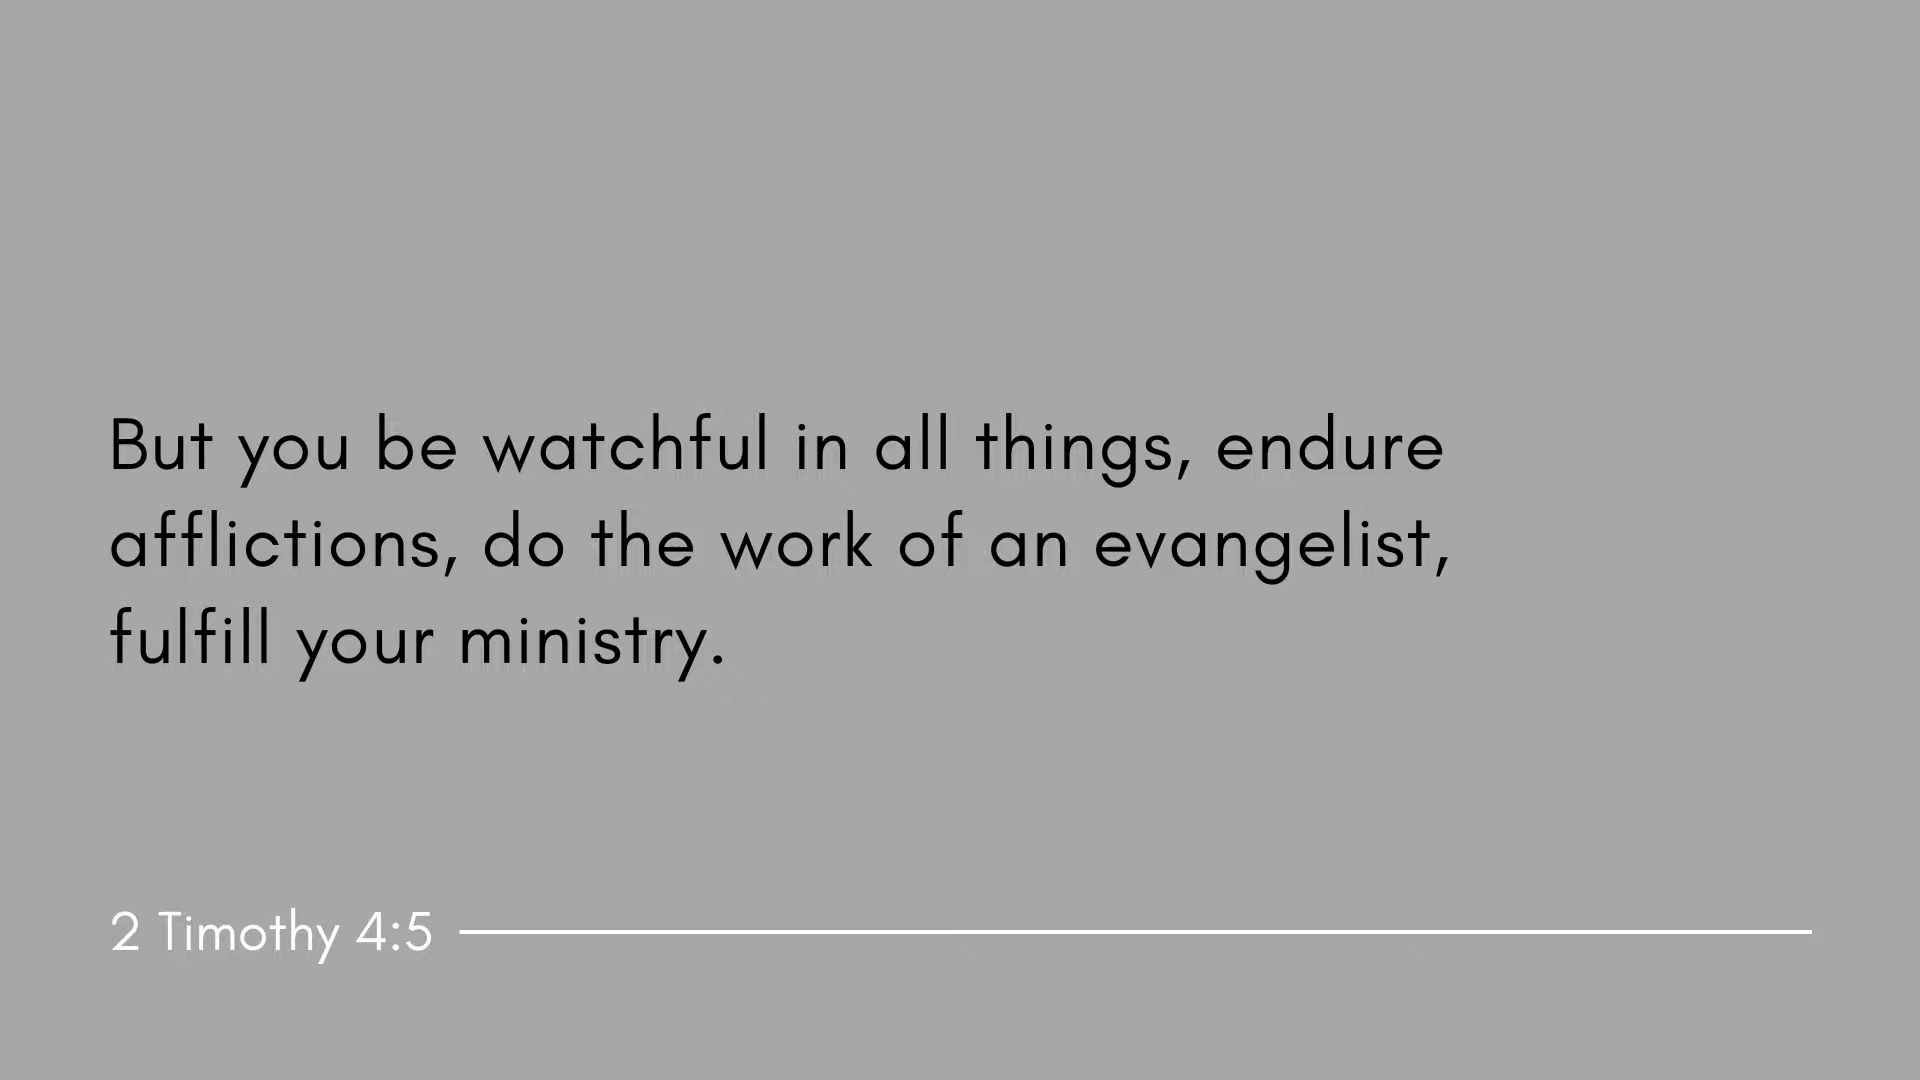 But you be watchful in all things, endure
afflictions, do the work of an evangelist,
fulfill your ministry.
2 Timothy 4:5